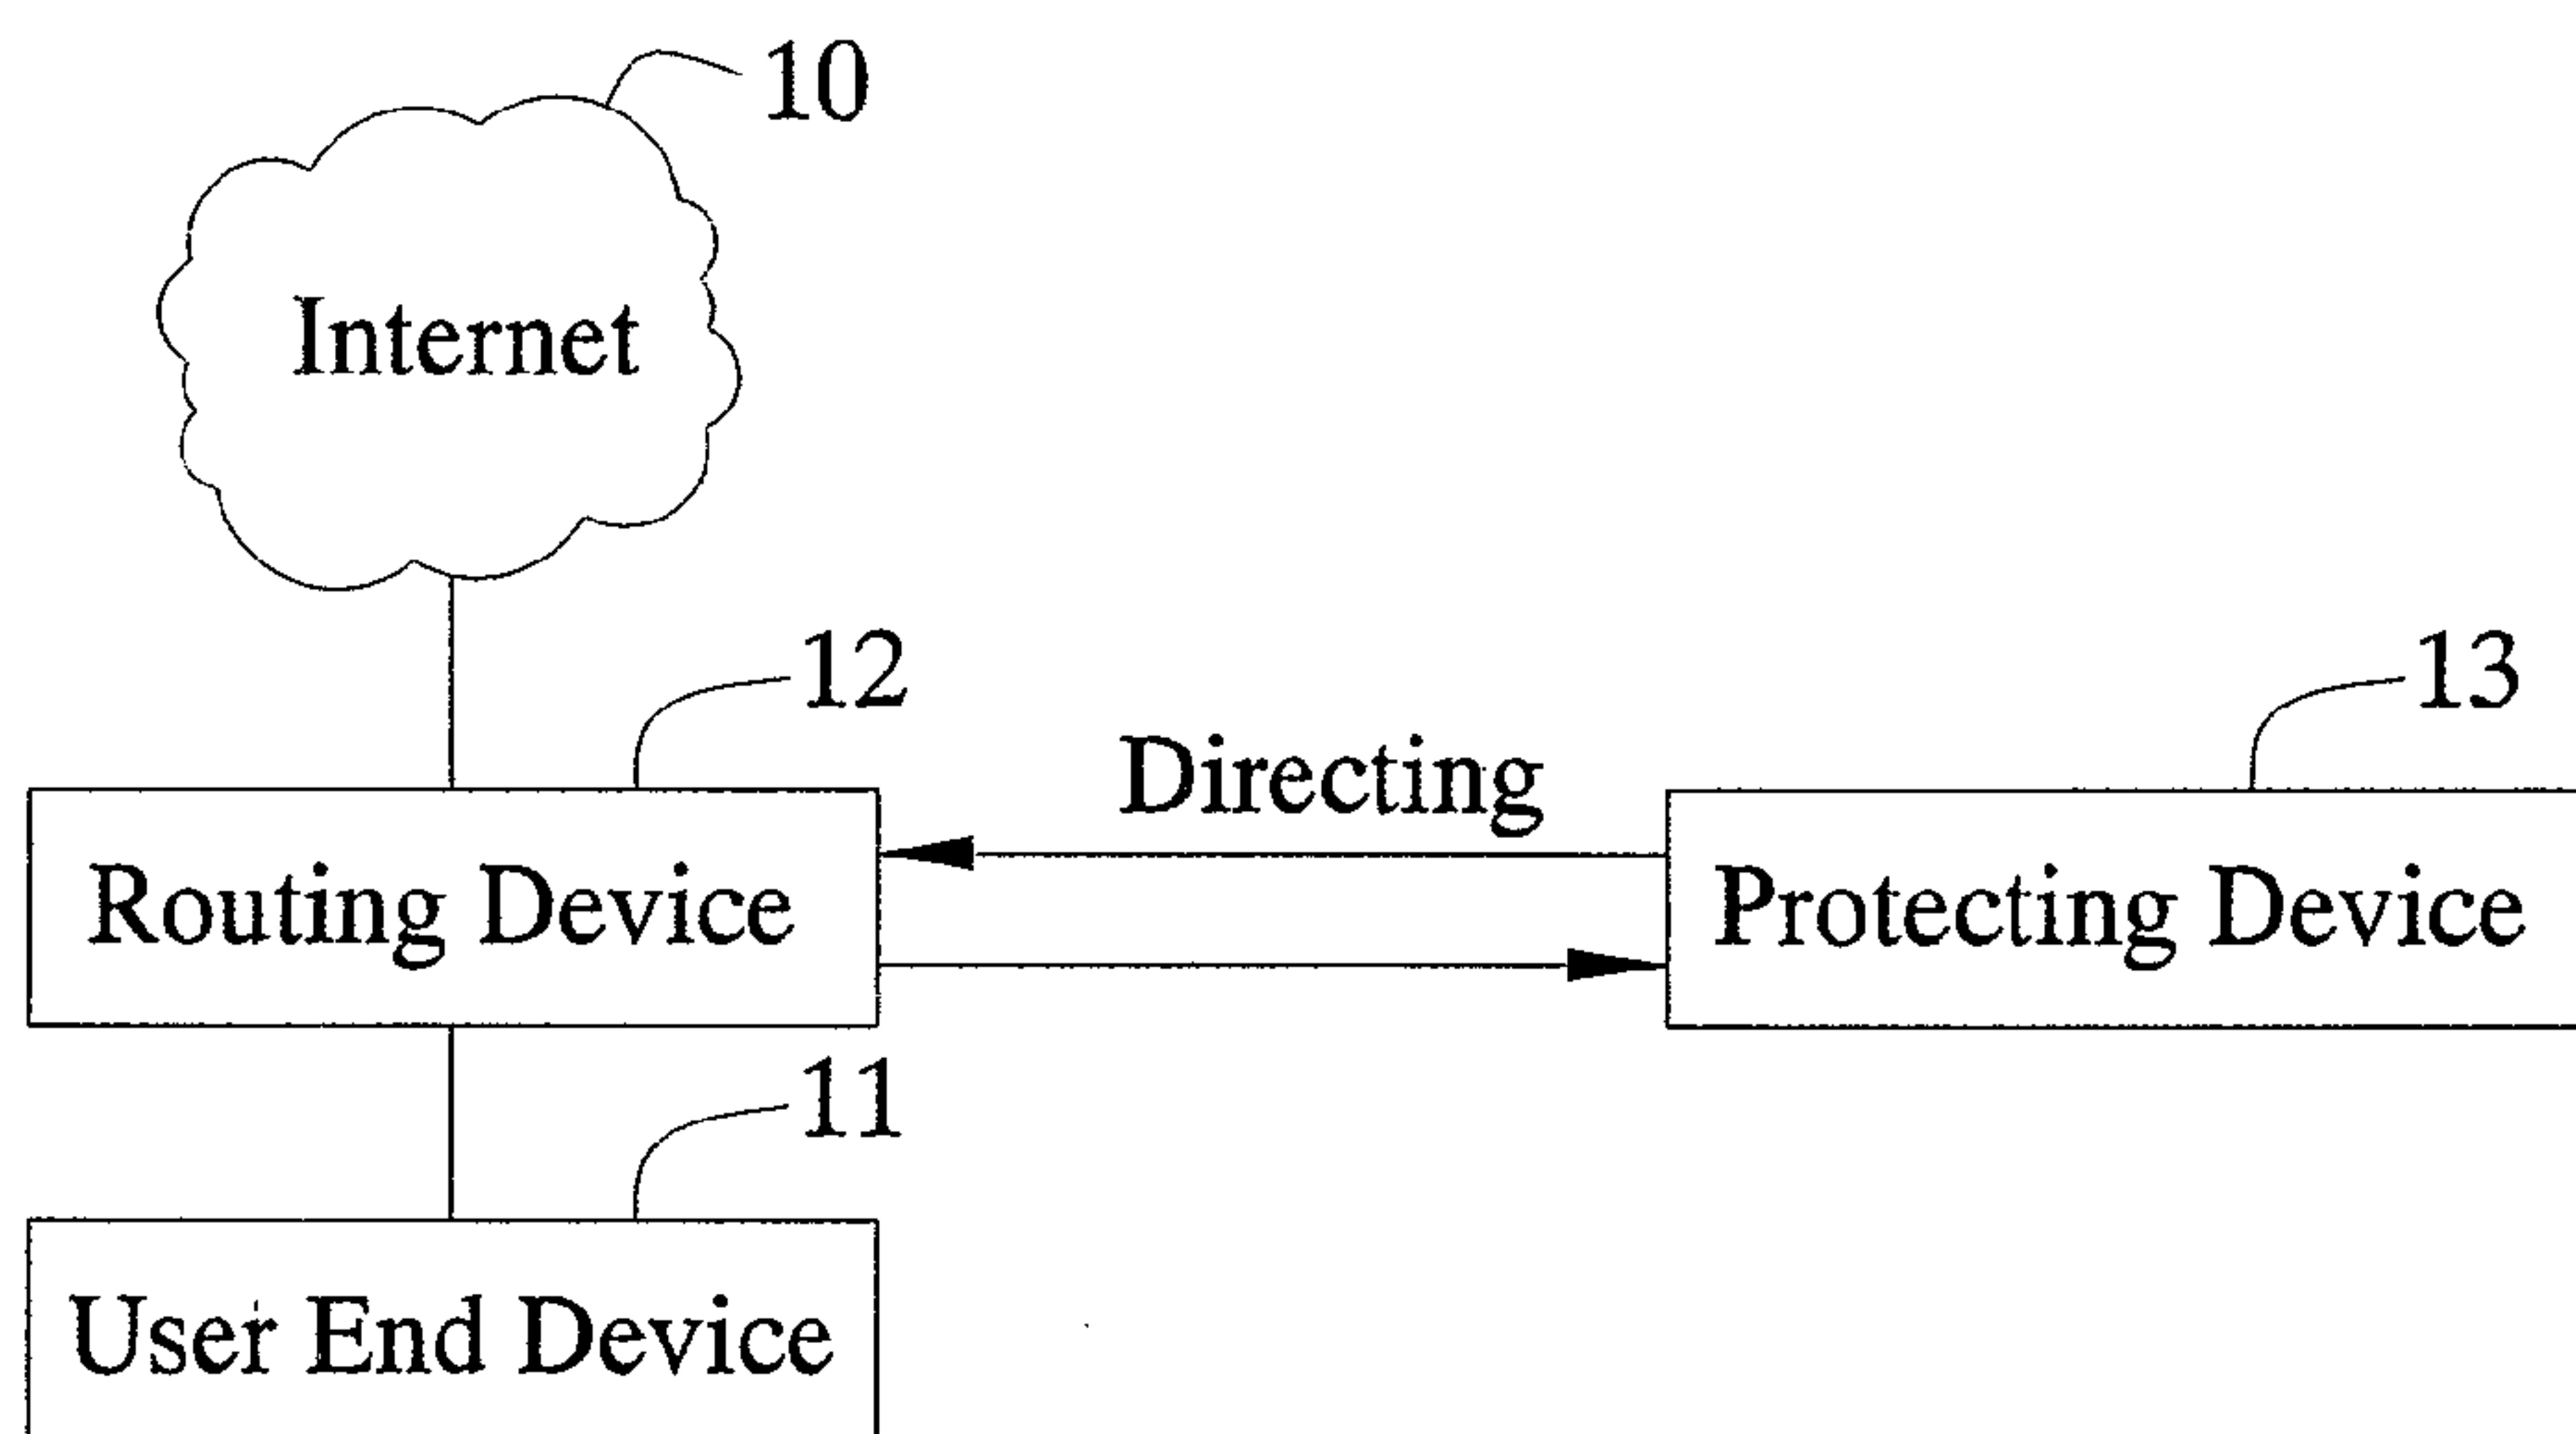 10
Internet
12
13
Directing
Routing Device
Protecting Device
11
User End Device